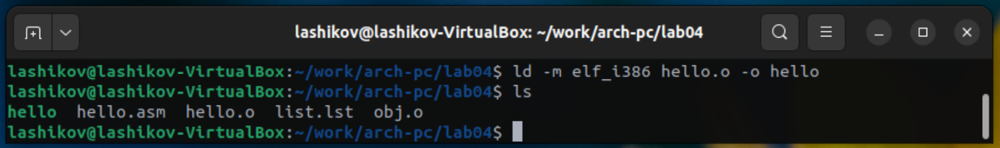 lashikov@lashikov-VirtualBox: ~/work/arch-pc/lab04
lashikov@lashikov-VirtualBox:~/work/arch-pc/lab04$ ld -m elf_i386 hello.o -o hello
lashikov@lashikov-VirtualBox:~/work/arch-pc/lab04$ ls
hello  hello.asm  hello.o  list.lst  obj.o
lashikov@lashikov-VirtualBox:~/work/arch-pc/lab04$